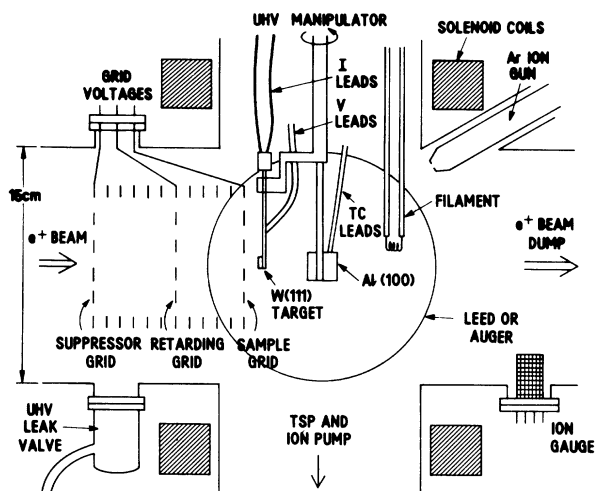 UHV MANIPULATOR
SOLENOID COILS
Ar ION
GUN
GRID
VOLTAGES
I
LEADS
V
LEADS
15cm
e+ BEAM
TC
LEADS
FILAMENT
e+ BEAM
DUMP
W(111)
TARGET
Al (100)
LEED OR
AUGER
SUPPRESSOR
GRID
RETARDING
GRID
SAMPLE
GRID
UHV
LEAK
VALVE
TSP AND
ION PUMP
ION
GAUGE